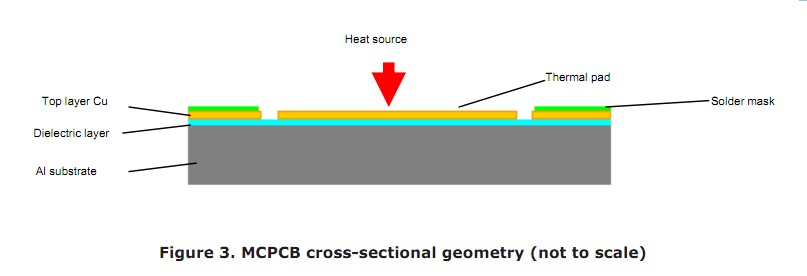 Heat source
Thermal pad
Top layer Cu
Solder mask
Dielectric layer
Al substrate
Figure 3. MCPCB cross-sectional geometry (not to scale)